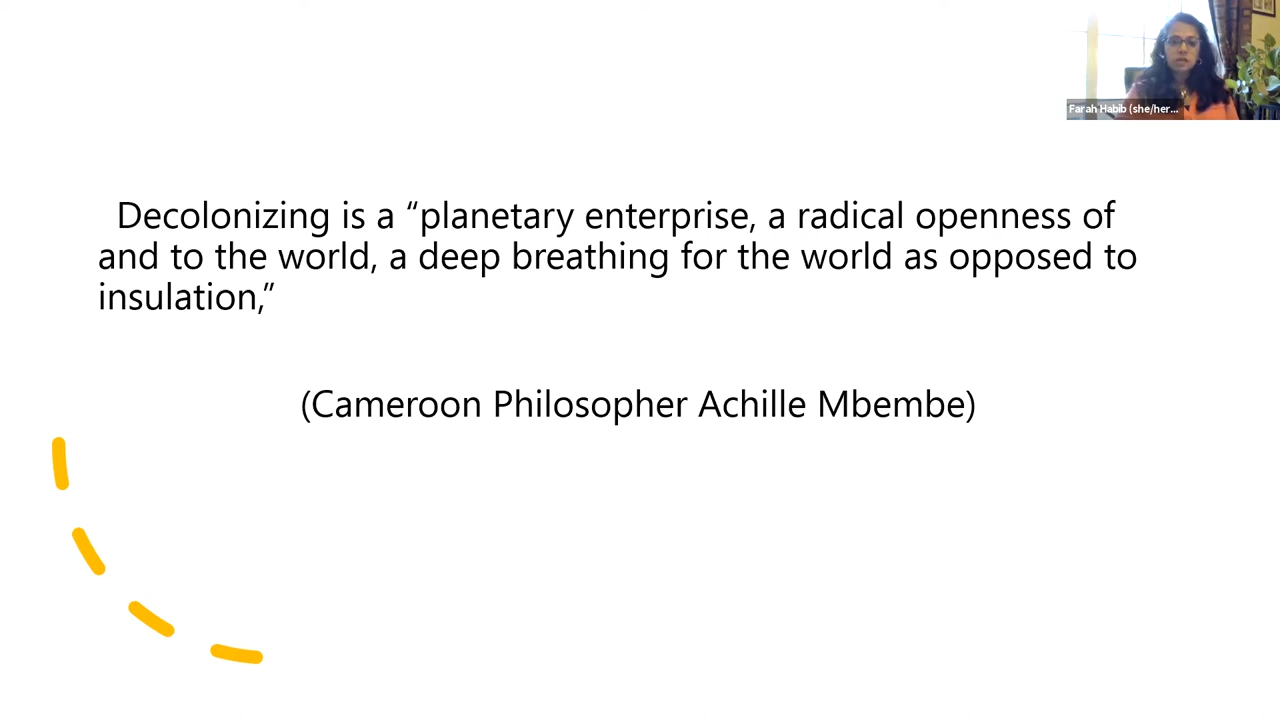 Farah Habib (she/her...
Decolonizing is a “planetary enterprise, a radical openness of
and to the world, a deep breathing for the world as opposed to
insulation,”
(Cameroon Philosopher Achille Mbembe)